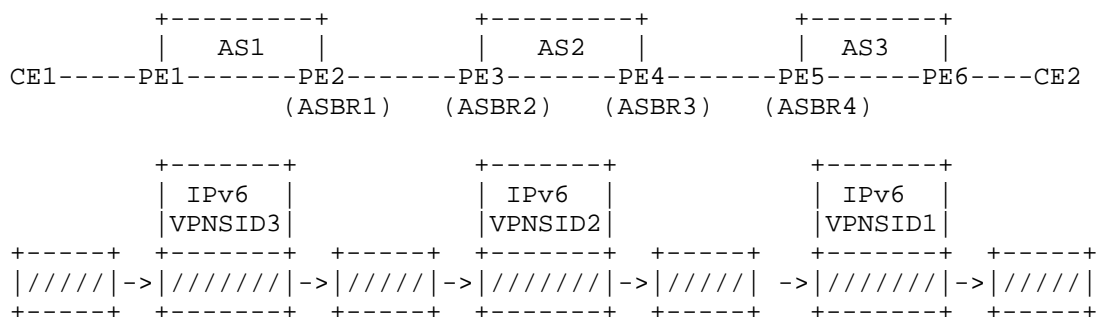 +---------+ +---------+ +--------+
| AS1 | | AS2 | | AS3 |
CE1-----PE1-------PE2-------PE3-------PE4-------PE5------PE6----CE2
(ASBR1) (ASBR2) (ASBR3) (ASBR4)
+-------+ +-------+ +-------+
| IPv6 | | IPv6 | | IPv6 |
|VPNSID3| |VPNSID2| |VPNSID1|
+-----+ +-------+ +-----+ +-------+ +-----+ +-------+ +-----+
|/////|->|///////|->|/////|->|///////|->|/////| ->|///////|->|/////|
+-----+ +-------+ +-----+ +-------+ +-----+ +-------+ +-----+